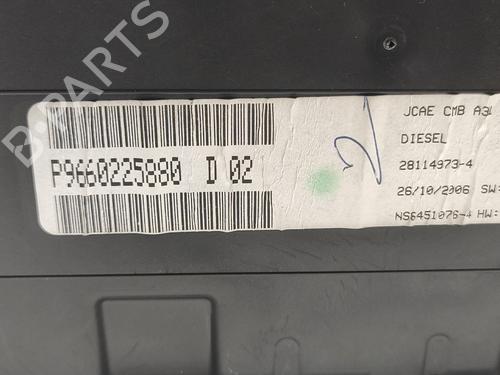 B-PARTS
P9660225880 D 02
JCAE CMB A3
DIESEL
28114973-4
26/10/2006 SW:
NS6451076-4 HW: